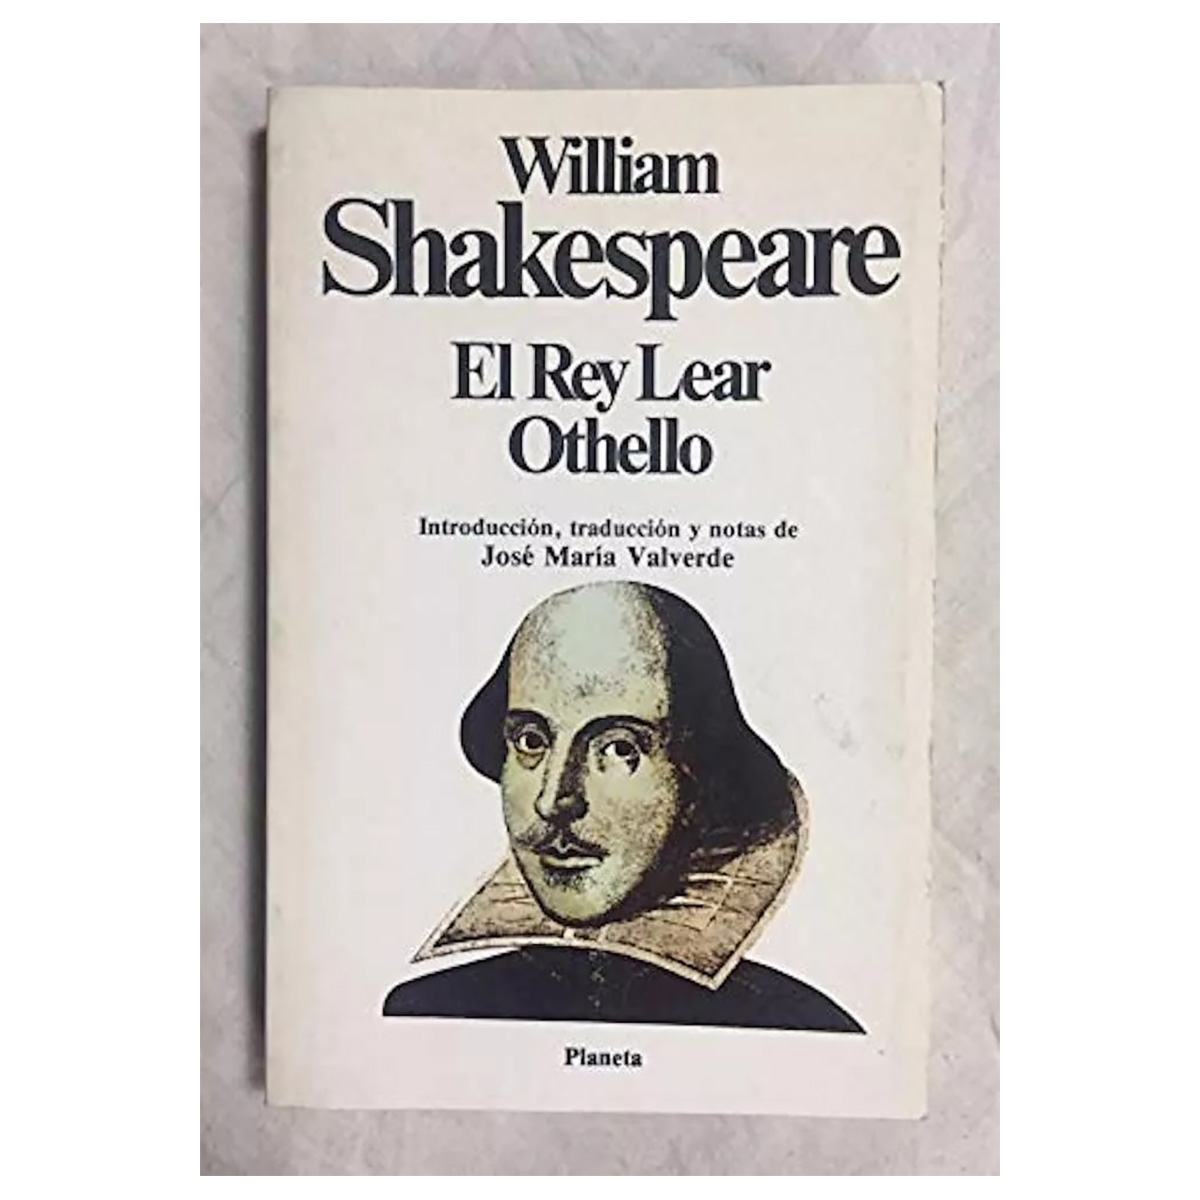 William
Shakespeare
El Rey Lear
Othello
Introducción, traducción y notas de
José María Valverde
Planeta